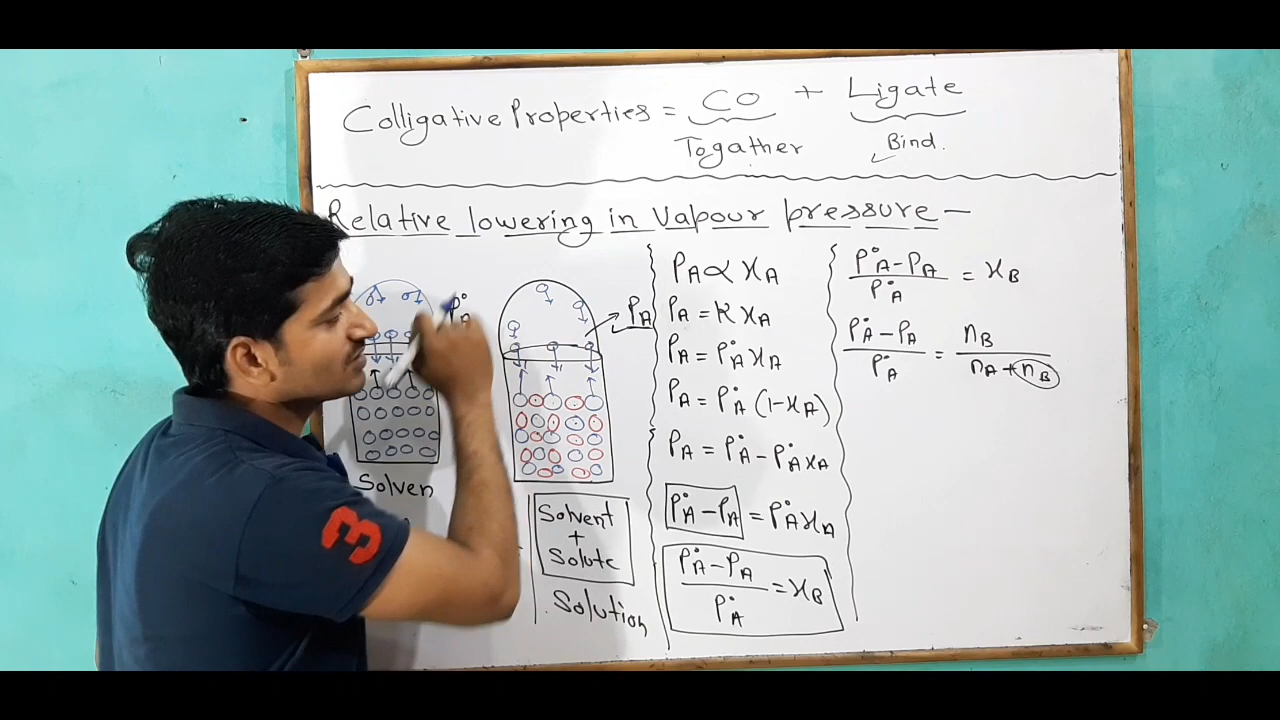 Colligative Properties = CO + Ligate
Togather Bind.
Relative lowering in Vapour pressure —
P°A
PA
Solven
Solvent
+
Solute
Solution
PA ∝ xA
PA = K xA
PA = P°A xA
PA = P°A (1-xA)
PA = P°A - P°A xA
P°A - PA = P°A xA
P°A - PA / P°A = xB
P°A - PA / P°A = xB
P°A - PA / P°A = nB / nA + nB
3